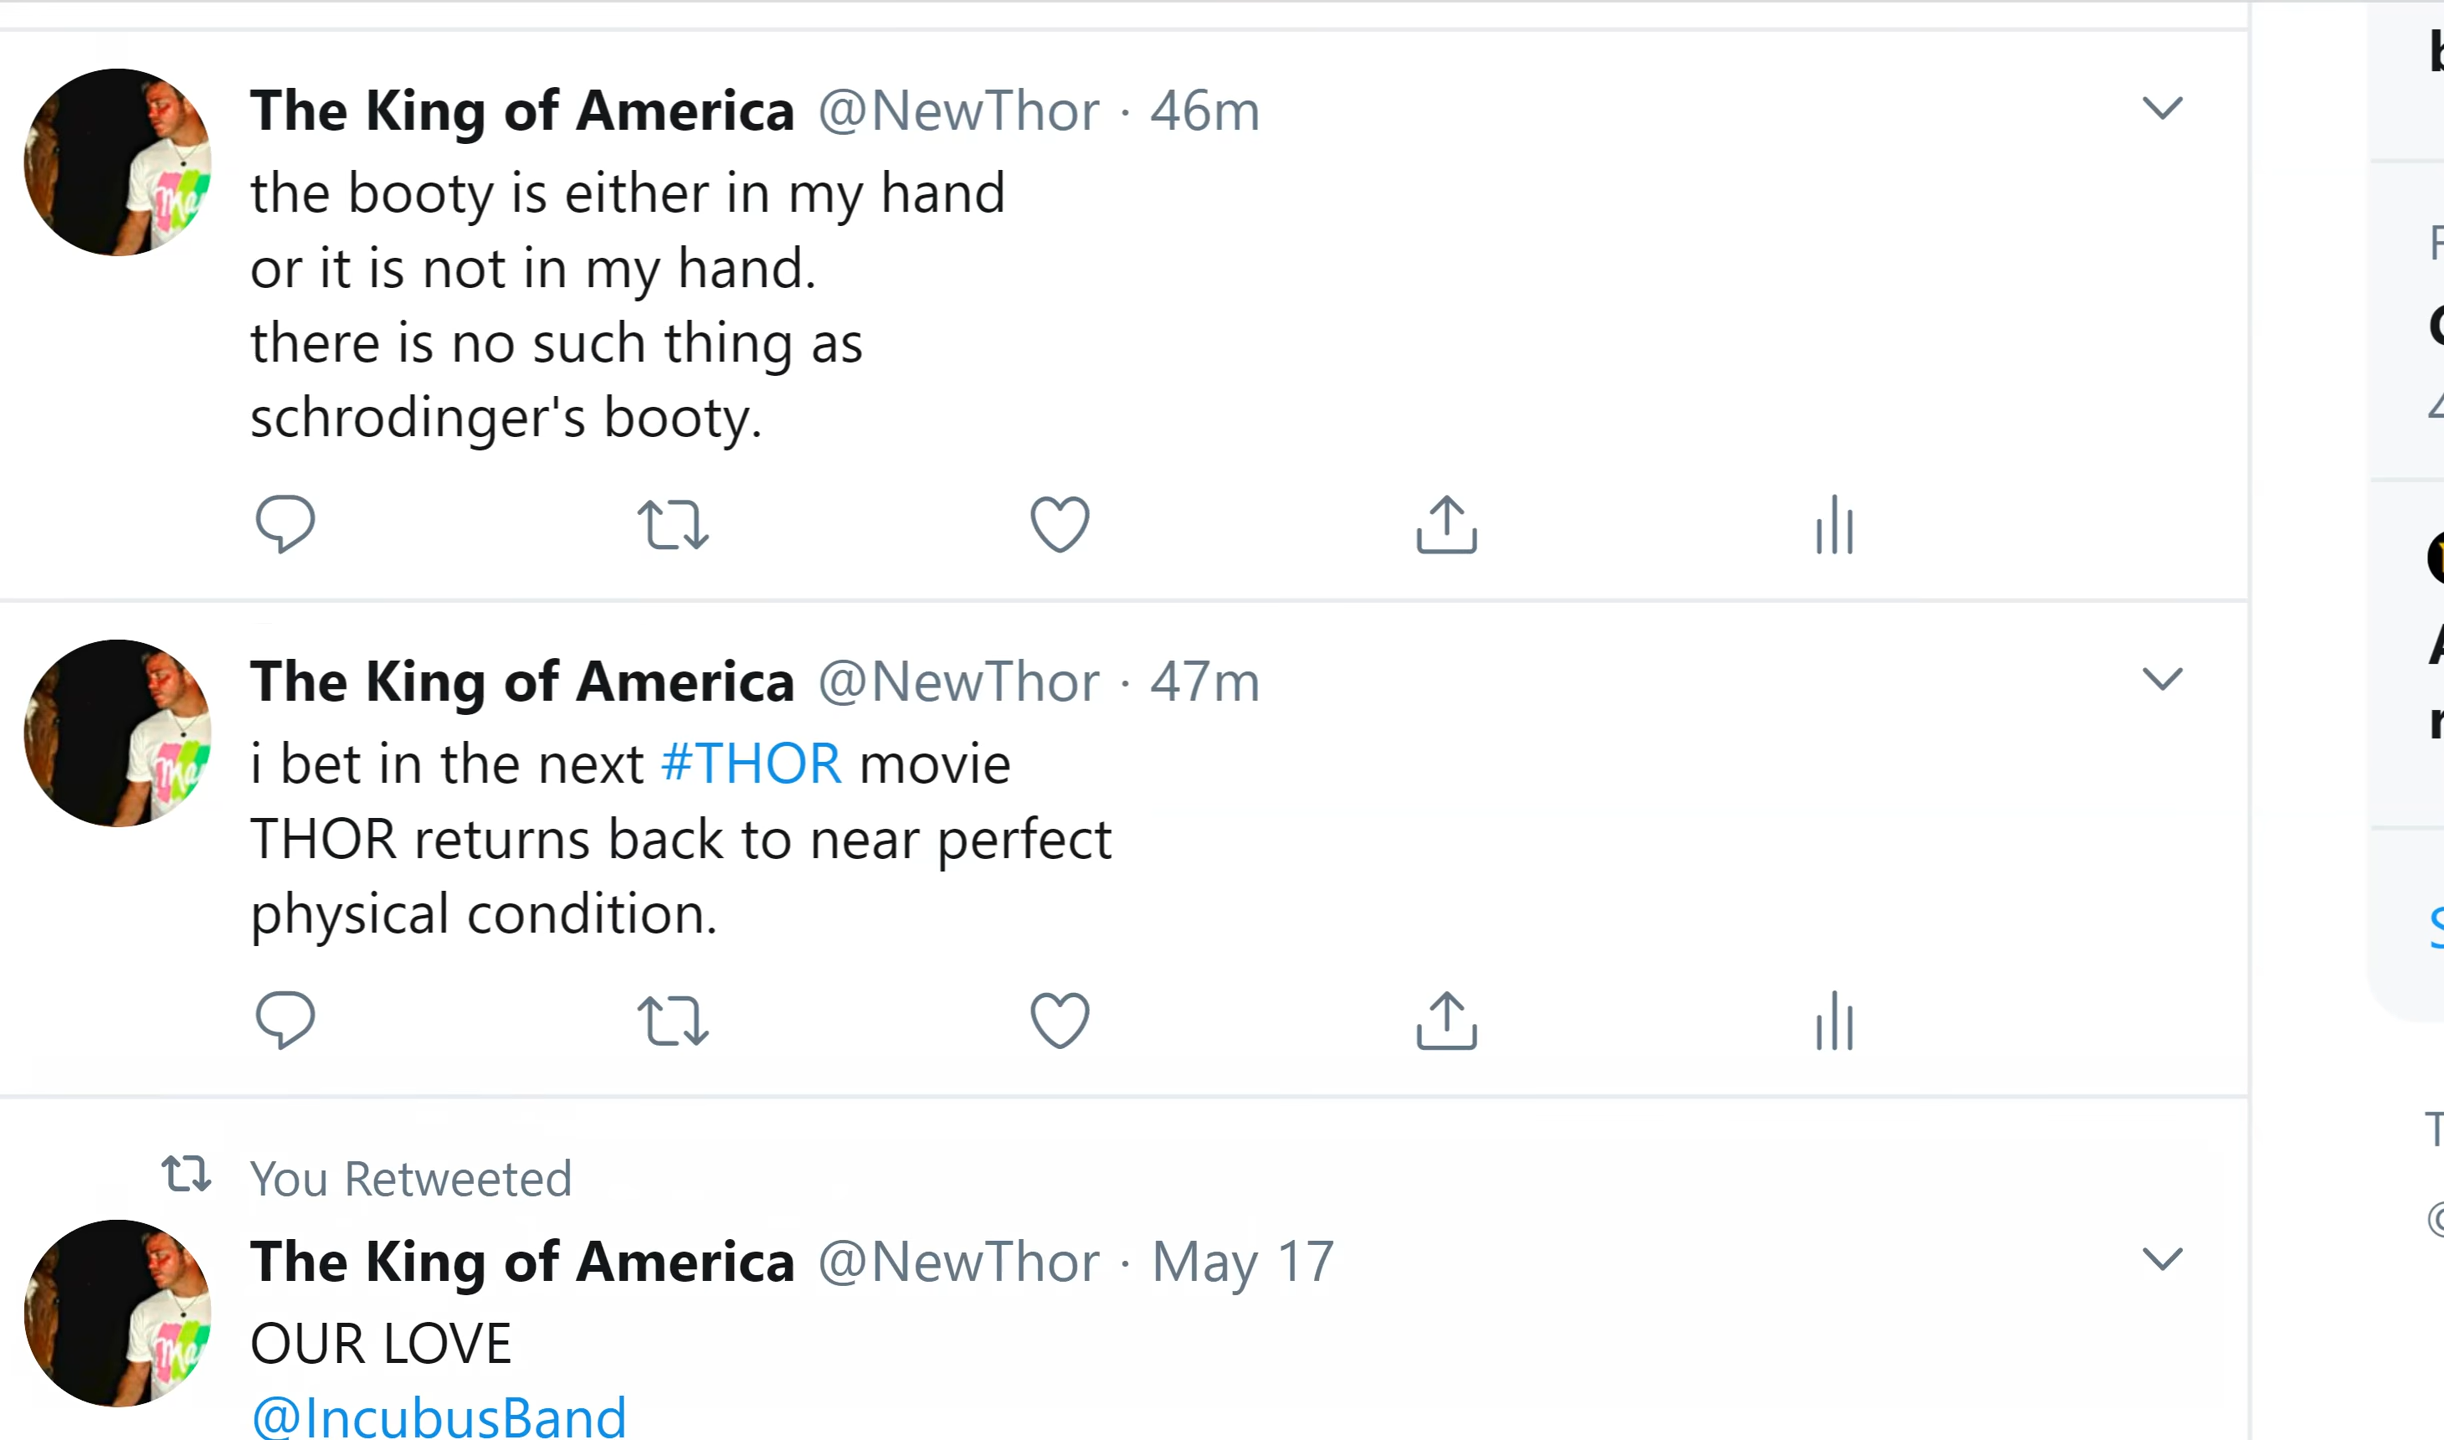 The King of America @NewThor · 46m
the booty is either in my hand
or it is not in my hand.
there is no such thing as
schrodinger's booty.
The King of America @NewThor · 47m
i bet in the next #THOR movie
THOR returns back to near perfect
physical condition.
You Retweeted
The King of America @NewThor · May 17
OUR LOVE
@IncubusBand